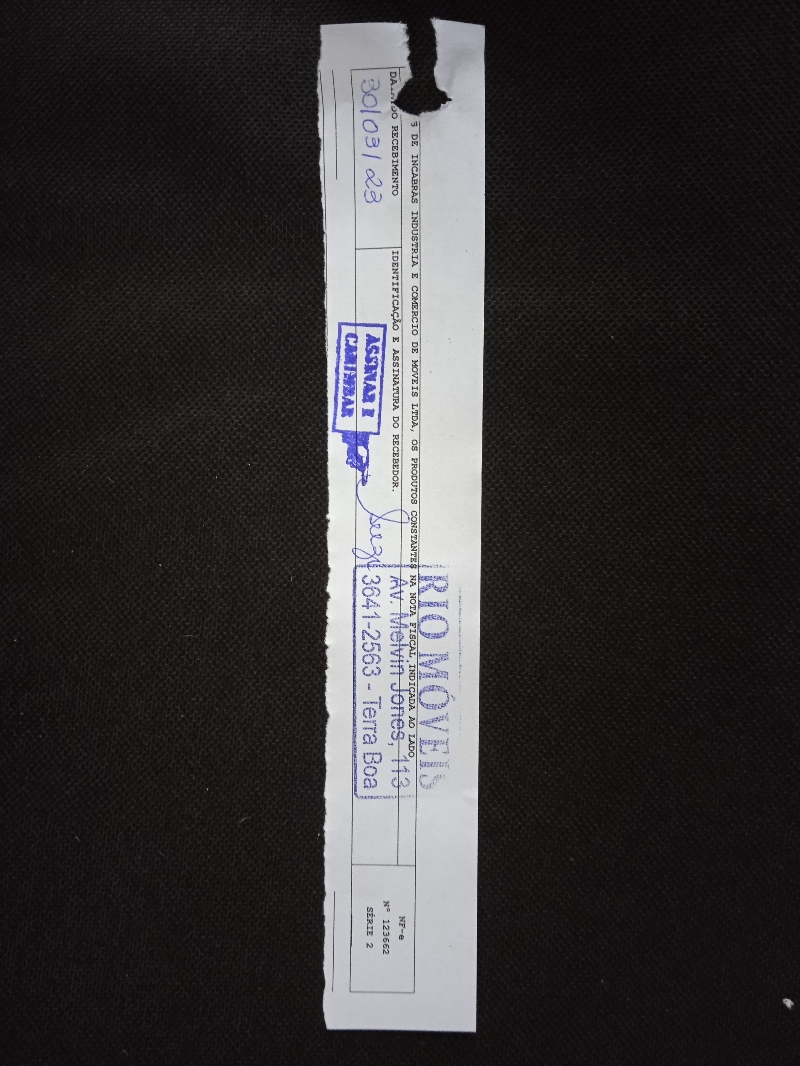 DE INCABRAS INDUSTRIA E COMERCIO DE MOVEIS LTDA, OS PRODUTOS CONSTANTES NA NOTA FISCAL INDICADA AO LADO
DO RECEBIMENTO
30/03/23
IDENTIFICAÇÃO E ASSINATURA DO RECEBEDOR.
ASSINAR E
CARIMBAR
RIO MÓVEIS
Av. Melvin Jones, 113
3641-2563 - Terra Boa
NF-e
Nº 123662
SÉRIE 2